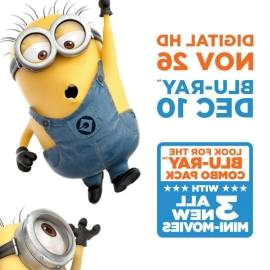 DIGITAL HD
NOV 26
BLU-RAY™
DEC 10
LOOK FOR THE
BLU-RAY™
COMBO PACK
WITH
3 ALL
NEW
MINI-MOVIES